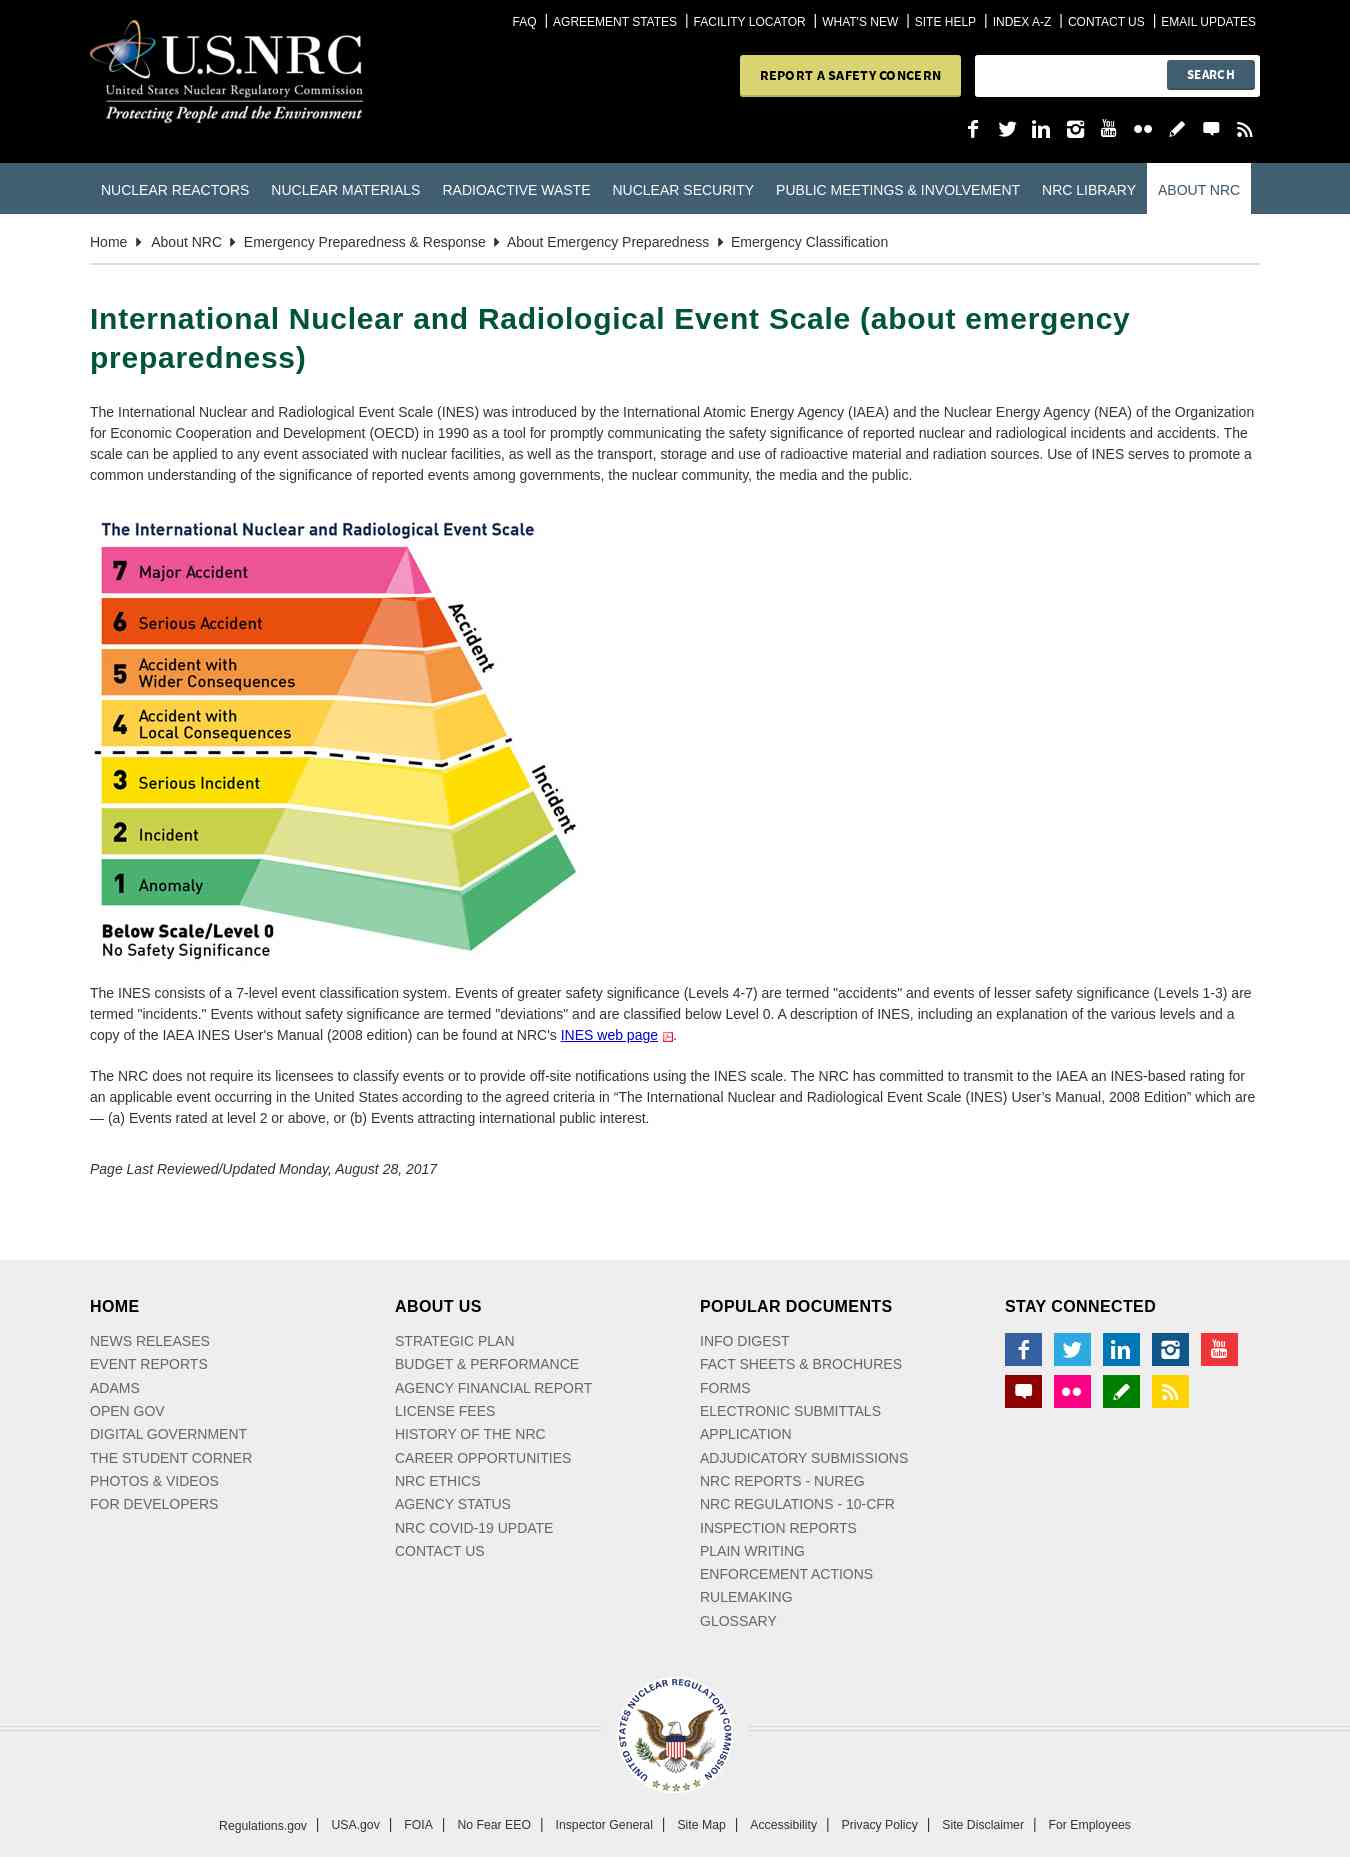 FAQ | AGREEMENT STATES | FACILITY LOCATOR | WHAT'S NEW | SITE HELP | INDEX A-Z | CONTACT US | EMAIL UPDATES
U.S.NRC
United States Nuclear Regulatory Commission
Protecting People and the Environment
REPORT A SAFETY CONCERN
SEARCH
You Tube
NUCLEAR REACTORS NUCLEAR MATERIALS RADIOACTIVE WASTE NUCLEAR SECURITY PUBLIC MEETINGS & INVOLVEMENT NRC LIBRARY ABOUT NRC
Home About NRC Emergency Preparedness & Response About Emergency Preparedness Emergency Classification
International Nuclear and Radiological Event Scale (about emergency
preparedness)
The International Nuclear and Radiological Event Scale (INES) was introduced by the International Atomic Energy Agency (IAEA) and the Nuclear Energy Agency (NEA) of the Organization
for Economic Cooperation and Development (OECD) in 1990 as a tool for promptly communicating the safety significance of reported nuclear and radiological incidents and accidents. The
scale can be applied to any event associated with nuclear facilities, as well as the transport, storage and use of radioactive material and radiation sources. Use of INES serves to promote a
common understanding of the significance of reported events among governments, the nuclear community, the media and the public.
The International Nuclear and Radiological Event Scale
7 Major Accident
6 Serious Accident
5 Accident with
Wider Consequences
4 Accident with
Local Consequences
3 Serious Incident
2 Incident
1 Anomaly
Accident
Incident
Below Scale/Level 0
No Safety Significance
The INES consists of a 7-level event classification system. Events of greater safety significance (Levels 4-7) are termed "accidents" and events of lesser safety significance (Levels 1-3) are
termed "incidents." Events without safety significance are termed "deviations" and are classified below Level 0. A description of INES, including an explanation of the various levels and a
copy of the IAEA INES User's Manual (2008 edition) can be found at NRC's INES web page .
The NRC does not require its licensees to classify events or to provide off-site notifications using the INES scale. The NRC has committed to transmit to the IAEA an INES-based rating for
an applicable event occurring in the United States according to the agreed criteria in “The International Nuclear and Radiological Event Scale (INES) User’s Manual, 2008 Edition” which are
— (a) Events rated at level 2 or above, or (b) Events attracting international public interest.
Page Last Reviewed/Updated Monday, August 28, 2017
HOME
NEWS RELEASES
EVENT REPORTS
ADAMS
OPEN GOV
DIGITAL GOVERNMENT
THE STUDENT CORNER
PHOTOS & VIDEOS
FOR DEVELOPERS
ABOUT US
STRATEGIC PLAN
BUDGET & PERFORMANCE
AGENCY FINANCIAL REPORT
LICENSE FEES
HISTORY OF THE NRC
CAREER OPPORTUNITIES
NRC ETHICS
AGENCY STATUS
NRC COVID-19 UPDATE
CONTACT US
POPULAR DOCUMENTS
INFO DIGEST
FACT SHEETS & BROCHURES
FORMS
ELECTRONIC SUBMITTALS
APPLICATION
ADJUDICATORY SUBMISSIONS
NRC REPORTS - NUREG
NRC REGULATIONS - 10-CFR
INSPECTION REPORTS
PLAIN WRITING
ENFORCEMENT ACTIONS
RULEMAKING
GLOSSARY
STAY CONNECTED
You Tube
UNITED STATES NUCLEAR REGULATORY COMMISSION
Regulations.gov | USA.gov | FOIA | No Fear EEO | Inspector General | Site Map | Accessibility | Privacy Policy | Site Disclaimer | For Employees